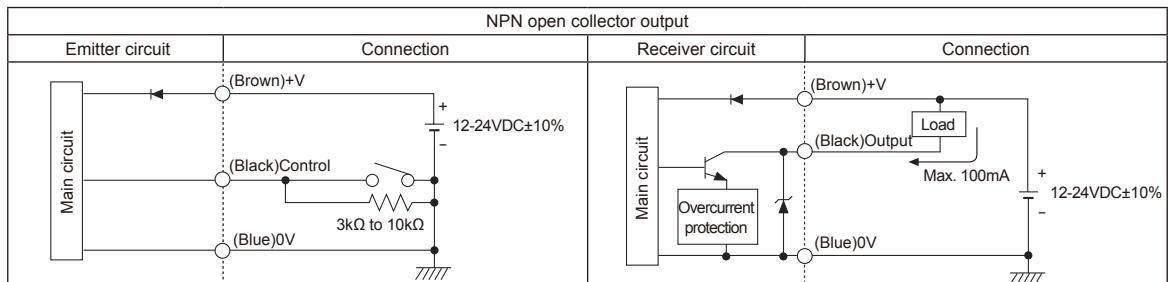 NPN open collector output
Emitter circuit
Connection
Receiver circuit
Connection
Main circuit
(Brown)+V
+
12-24VDC±10%
−
(Black)Control
3kΩ to 10kΩ
(Blue)0V
Main circuit
(Brown)+V
Load
(Black)Output
Max. 100mA
+
12-24VDC±10%
−
Overcurrent
protection
(Blue)0V